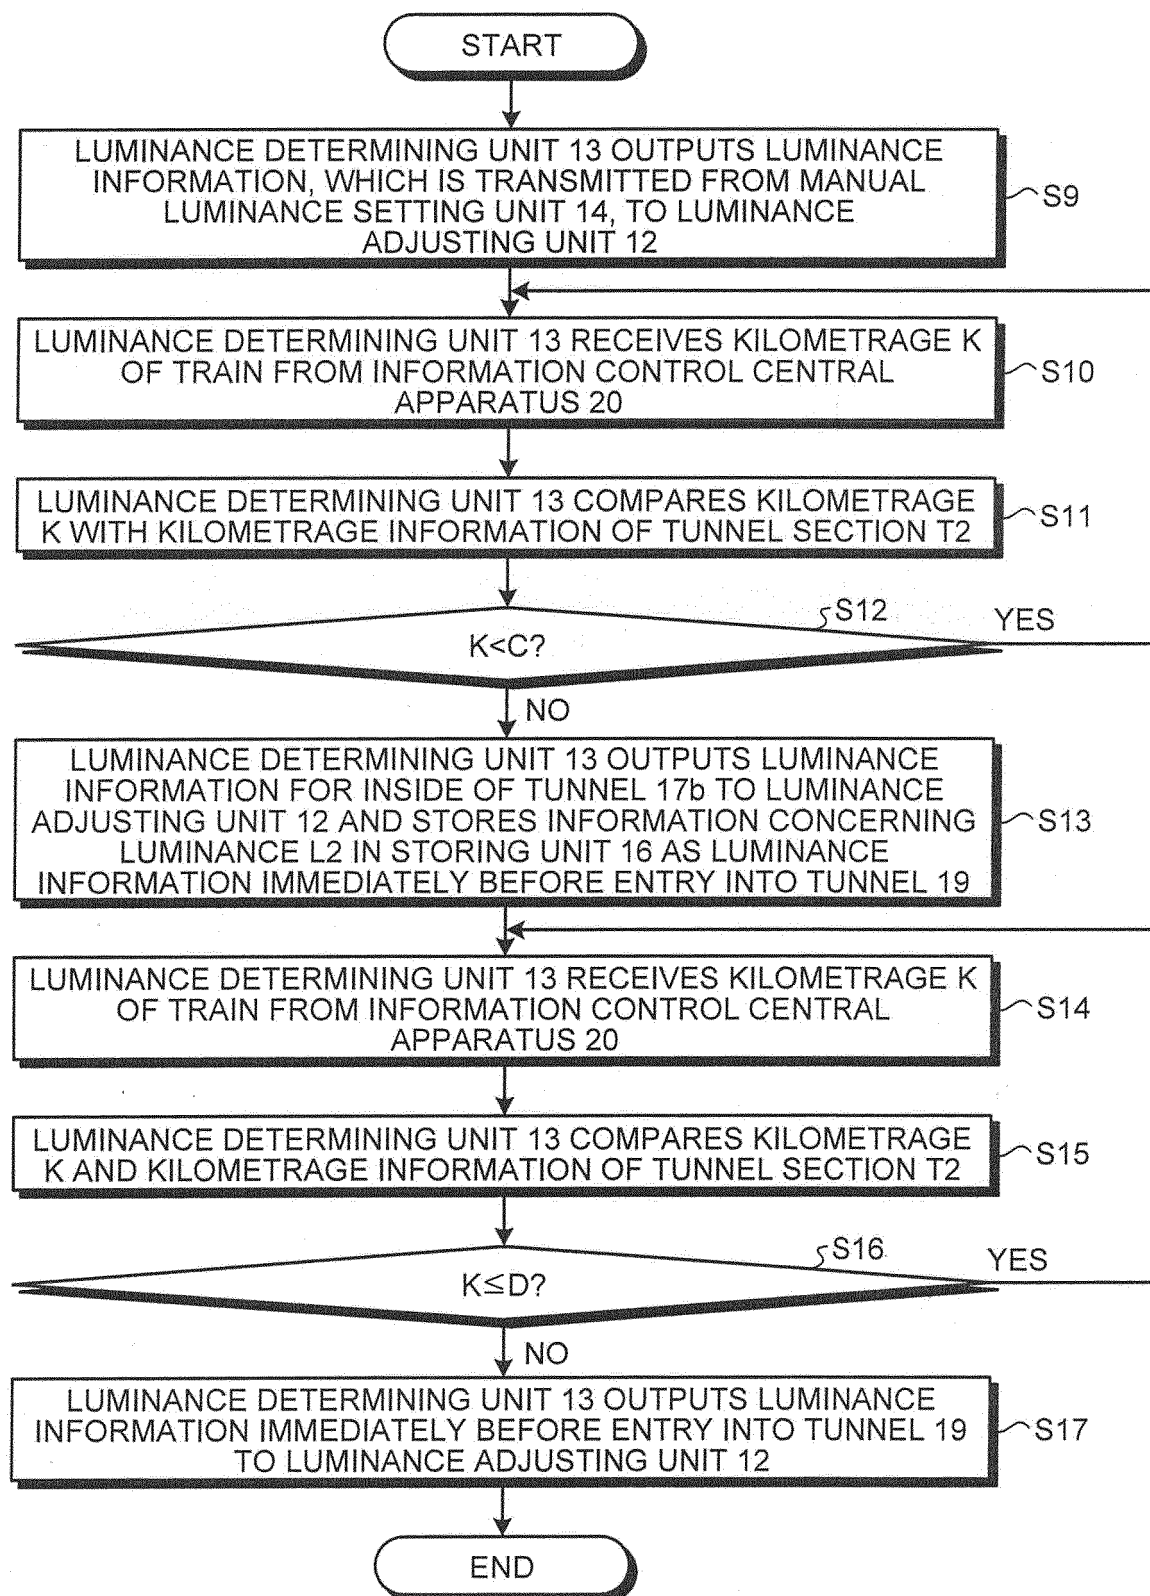 START
LUMINANCE DETERMINING UNIT 13 OUTPUTS LUMINANCE
INFORMATION, WHICH IS TRANSMITTED FROM MANUAL
LUMINANCE SETTING UNIT 14, TO LUMINANCE
ADJUSTING UNIT 12
S9
LUMINANCE DETERMINING UNIT 13 RECEIVES KILOMETRAGE K
OF TRAIN FROM INFORMATION CONTROL CENTRAL
APPARATUS 20
S10
LUMINANCE DETERMINING UNIT 13 COMPARES KILOMETRAGE
K WITH KILOMETRAGE INFORMATION OF TUNNEL SECTION T2
S11
S12
YES
K<C?
NO
LUMINANCE DETERMINING UNIT 13 OUTPUTS LUMINANCE
INFORMATION FOR INSIDE OF TUNNEL 17b TO LUMINANCE
ADJUSTING UNIT 12 AND STORES INFORMATION CONCERNING
LUMINANCE L2 IN STORING UNIT 16 AS LUMINANCE
INFORMATION IMMEDIATELY BEFORE ENTRY INTO TUNNEL 19
S13
LUMINANCE DETERMINING UNIT 13 RECEIVES KILOMETRAGE K
OF TRAIN FROM INFORMATION CONTROL CENTRAL
APPARATUS 20
S14
LUMINANCE DETERMINING UNIT 13 COMPARES KILOMETRAGE
K AND KILOMETRAGE INFORMATION OF TUNNEL SECTION T2
S15
S16
YES
K≤D?
NO
LUMINANCE DETERMINING UNIT 13 OUTPUTS LUMINANCE
INFORMATION IMMEDIATELY BEFORE ENTRY INTO TUNNEL 19
TO LUMINANCE ADJUSTING UNIT 12
S17
END